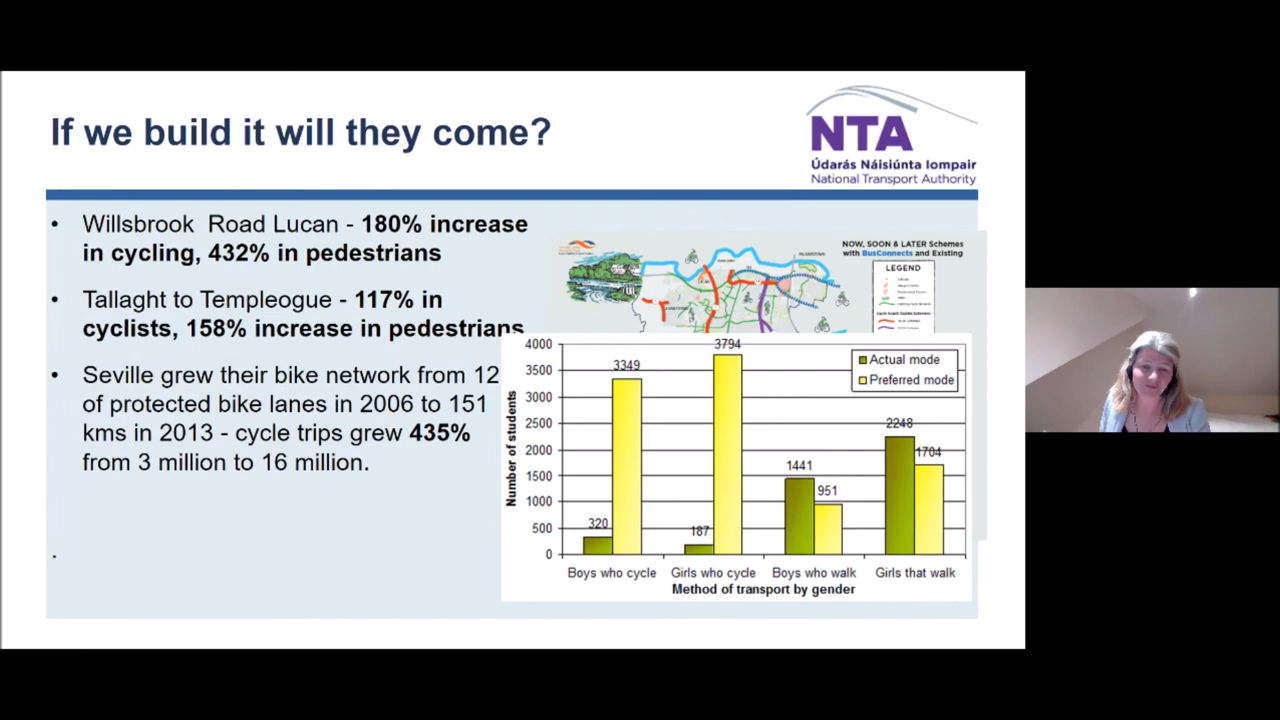 If we build it will they come?
NTA
Údarás Náisiúnta Iompair
National Transport Authority
• Willsbrook Road Lucan - 180% increase
in cycling, 432% in pedestrians
• Tallaght to Templeogue - 117% in
cyclists, 158% increase in pedestrians
• Seville grew their bike network from 12
of protected bike lanes in 2006 to 151
kms in 2013 - cycle trips grew 435%
from 3 million to 16 million.
.
NOW, SOON & LATER Schemes
with BusConnects and Existing
LEGEND
Number of students
4000
3500
3000
2500
2000
1500
1000
500
0
3349
3794
320
187
1441
951
2248
1704
Actual mode
Preferred mode
Boys who cycle
Girls who cycle
Boys who walk
Girls that walk
Method of transport by gender